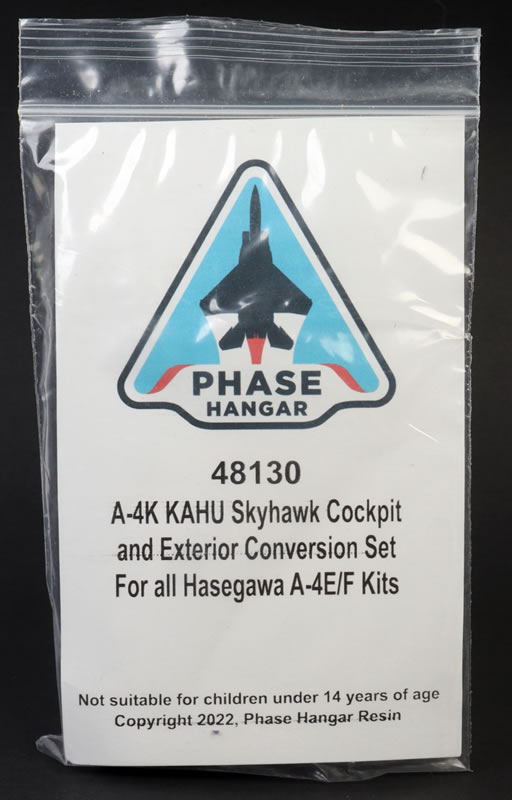 PHASE
HANGAR
48130
A-4K KAHU Skyhawk Cockpit
and Exterior Conversion Set
For all Hasegawa A-4E/F Kits
Not suitable for children under 14 years of age
Copyright 2022, Phase Hangar Resin